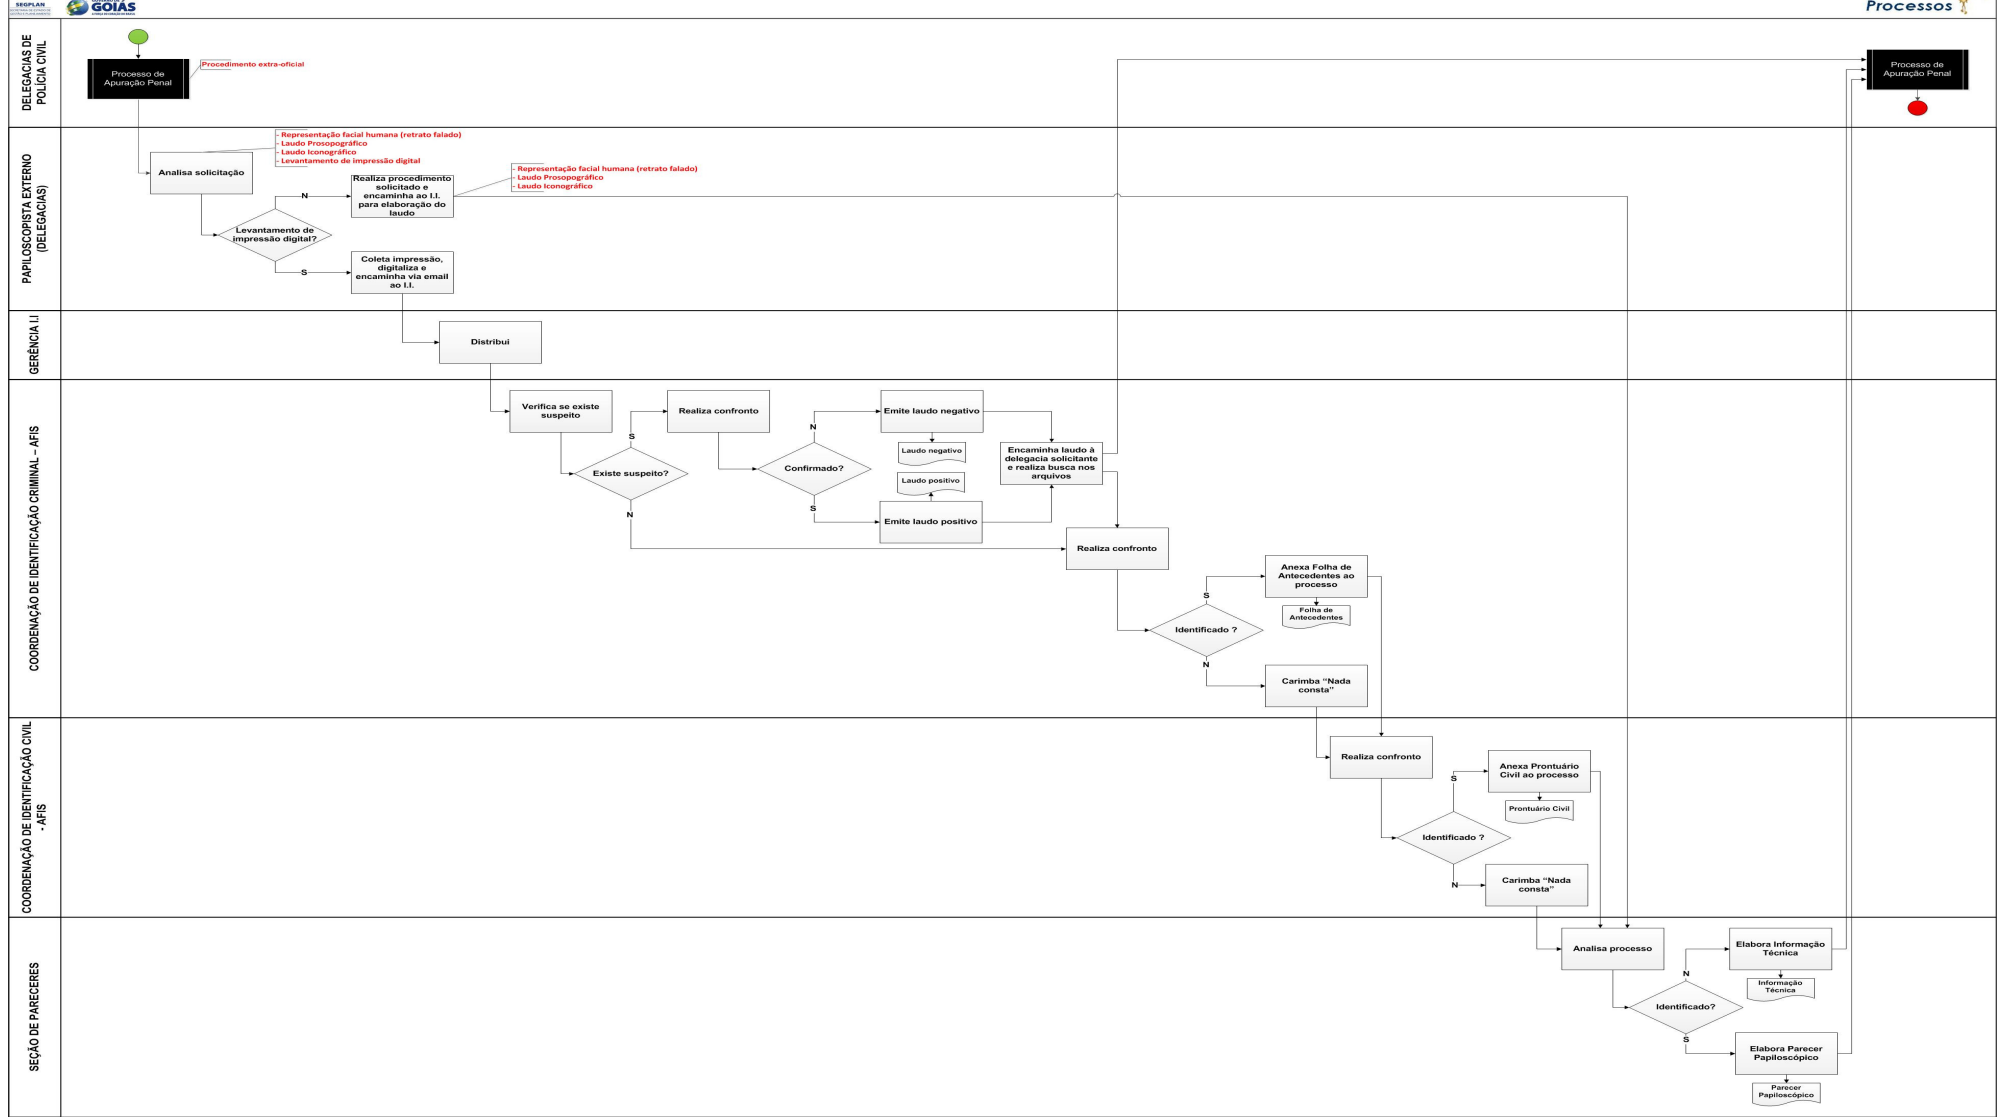 SEGPLAN
GOIÁS
Processos
DELEGACIAS DE
POLÍCIA CIVIL
Processo de
Apuração Penal
Procedimento extra-oficial
Processo de
Apuração Penal
PAPILOSCOPISTA EXTERNO
(DELEGACIAS)
- Representação facial humana (retrato falado)
- Laudo Prosopográfico
- Laudo Iconográfico
- Levantamento de impressão digital
Analisa solicitação
- Representação facial humana (retrato falado)
- Laudo Prosopográfico
- Laudo Iconográfico
Realiza procedimento
solicitado e
encaminha ao I.I.
para elaboração do
laudo
N
Levantamento de
impressão digital?
S
Coleta impressão,
digitaliza e
encaminha via email
ao I.I.
GERÊNCIA I.I
Distribui
COORDENAÇÃO DE IDENTIFICAÇÃO CRIMINAL – AFIS
Verifica se existe
suspeito
Realiza confronto
S
Existe suspeito?
N
Emite laudo negativo
N
Laudo negativo
Confirmado?
Laudo positivo
S
Emite laudo positivo
Encaminha laudo à
delegacia solicitante
e realiza busca nos
arquivos
Realiza confronto
Anexa Folha de
Antecedentes ao
processo
S
Folha de
Antecedentes
Identificado ?
N
Carimba “Nada
consta”
COORDENAÇÃO DE IDENTIFICAÇÃO CIVIL
- AFIS
Realiza confronto
Anexa Prontuário
Civil ao processo
S
Prontuário Civil
Identificado ?
N
Carimba “Nada
consta”
SEÇÃO DE PARECERES
Analisa processo
Elabora Informação
Técnica
N
Informação
Técnica
Identificado?
S
Elabora Parecer
Papiloscópico
Parecer
Papiloscópico